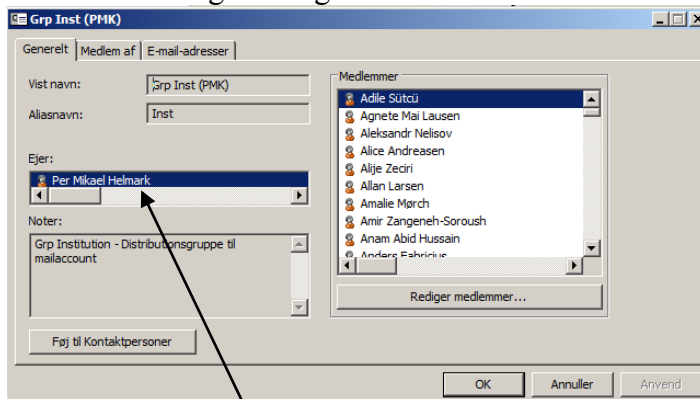 Grp Inst (PMK)
Generelt
Medlem af
E-mail-adresser
Vist navn:
Grp Inst (PMK)
Aliasnavn:
Inst
Ejer:
Per Mikael Helmark
Noter:
Grp Institution - Distributionsgruppe til
mailaccount
Føj til Kontaktpersoner
Medlemmer
Adile Sütcü
Agnete Mai Lausen
Aleksandr Nelisov
Alice Andreasen
Alije Zeciri
Allan Larsen
Amalie Mørch
Amir Zangeneh-Soroush
Anam Abid Hussain
Anders Fabricius
Rediger medlemmer...
OK
Annuller
Anvend